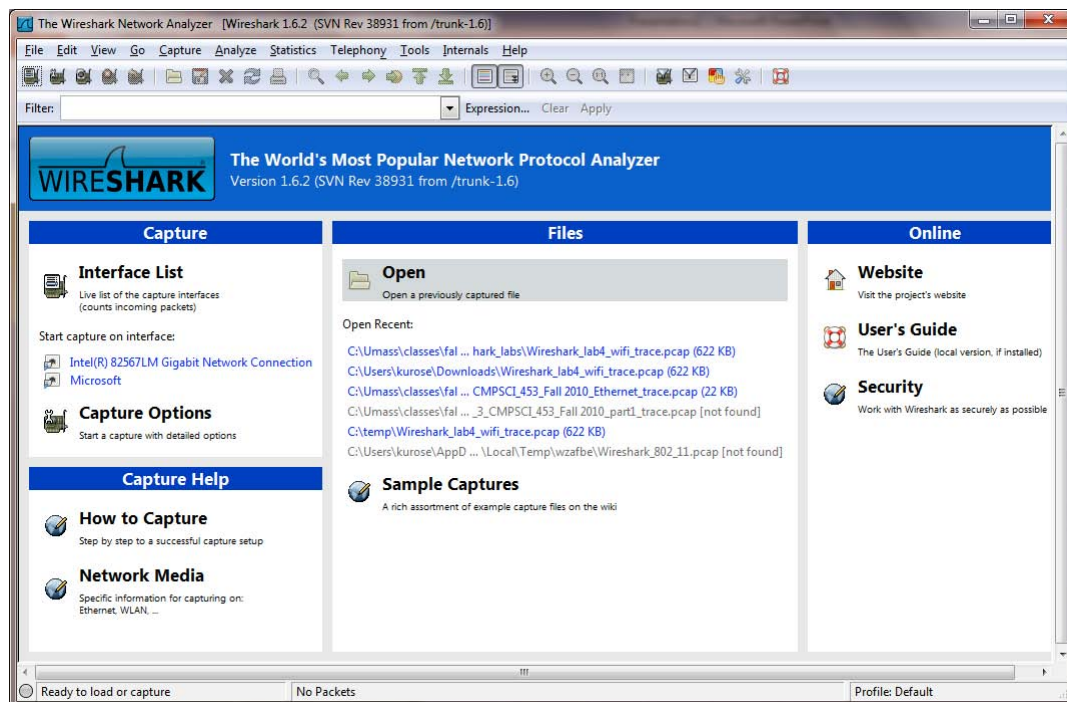 The Wireshark Network Analyzer [Wireshark 1.6.2 (SVN Rev 38931 from /trunk-1.6)]
File Edit View Go Capture Analyze Statistics Telephony Tools Internals Help
Filter: Expression... Clear Apply
WIRESHARK
The World's Most Popular Network Protocol Analyzer
Version 1.6.2 (SVN Rev 38931 from /trunk-1.6)
Capture
Interface List
Live list of the capture interfaces
(counts incoming packets)
Start capture on interface:
Intel(R) 82567LM Gigabit Network Connection
Microsoft
Capture Options
Start a capture with detailed options
Capture Help
How to Capture
Step by step to a successful capture setup
Network Media
Specific information for capturing on:
Ethernet, WLAN, ...
Files
Open
Open a previously captured file
Open Recent:
C:\Umass\classes\fal ... hark_labs\Wireshark_lab4_wifi_trace.pcap (622 KB)
C:\Users\kurose\Downloads\Wireshark_lab4_wifi_trace.pcap (622 KB)
C:\Umass\classes\fal ... CMPSCI_453_Fall 2010_Ethernet_trace.pcap (22 KB)
C:\Umass\classes\fal ... _3_CMPSCI_453_Fall 2010_part1_trace.pcap [not found]
C:\temp\Wireshark_lab4_wifi_trace.pcap (622 KB)
C:\Users\kurose\AppD ... \Local\Temp\wzafbe\Wireshark_802_11.pcap [not found]
Sample Captures
A rich assortment of example capture files on the wiki
Online
Website
Visit the project's website
User's Guide
The User's Guide (local version, if installed)
Security
Work with Wireshark as securely as possible
Ready to load or capture
No Packets
Profile: Default